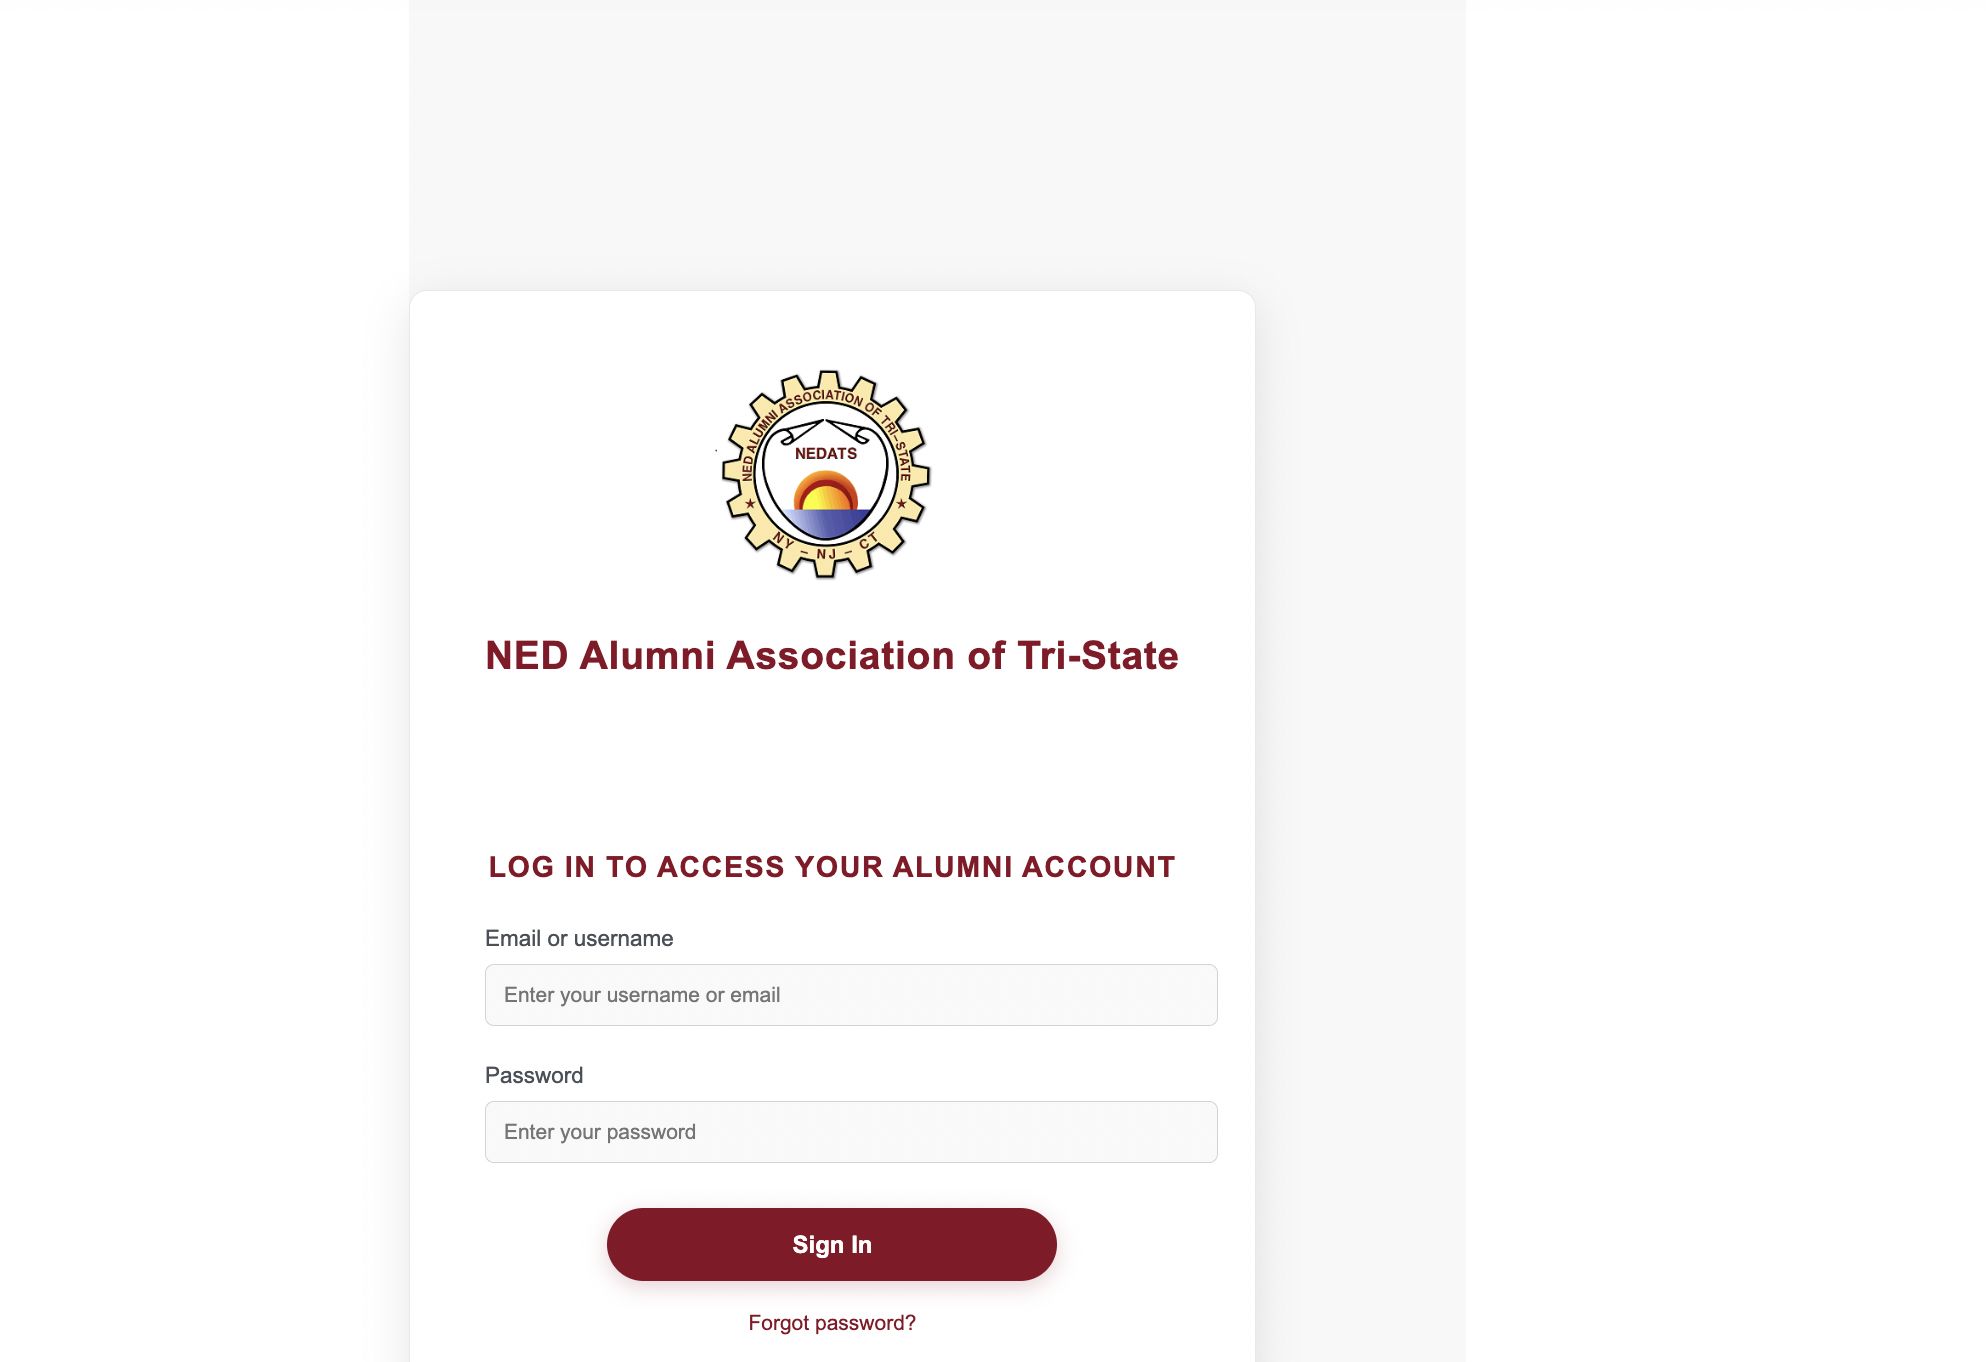 NED ALUMNI ASSOCIATION OF TRI-STATE
NEDATS
NY - NJ - CT
NED Alumni Association of Tri-State
LOG IN TO ACCESS YOUR ALUMNI ACCOUNT
Email or username
Enter your username or email
Password
Enter your password
Sign In
Forgot password?